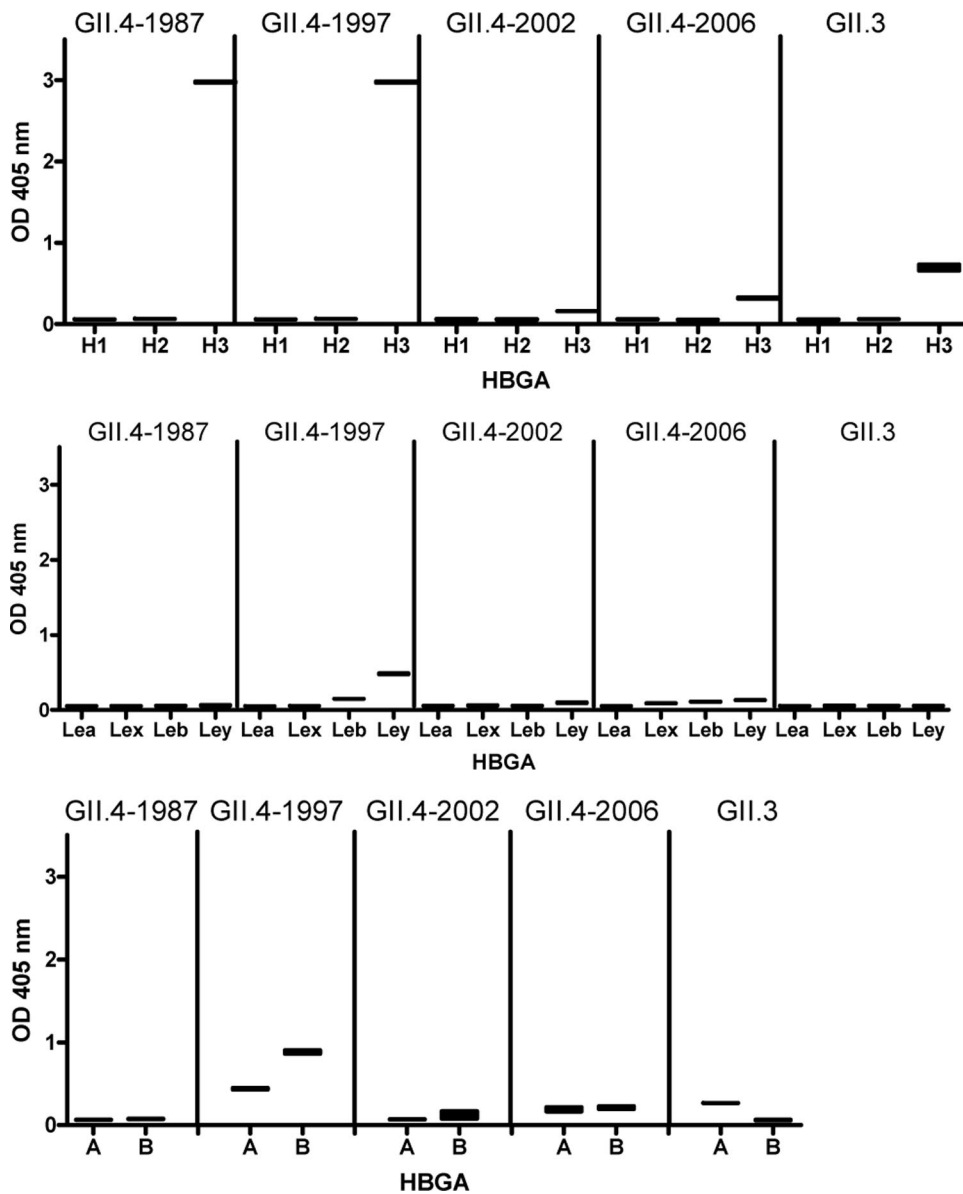 GII.4-1987 GII.4-1997 GII.4-2002 GII.4-2006 GII.3
3
2
1
0
OD 405 nm
H1 H2 H3 H1 H2 H3 H1 H2 H3 H1 H2 H3 H1 H2 H3
HBGA
GII.4-1987 GII.4-1997 GII.4-2002 GII.4-2006 GII.3
3
2
1
0
OD 405 nm
Lea Lex Leb Ley Lea Lex Leb Ley Lea Lex Leb Ley Lea Lex Leb Ley Lea Lex Leb Ley
HBGA
GII.4-1987 GII.4-1997 GII.4-2002 GII.4-2006 GII.3
3
2
1
0
OD 405 nm
A B A B A B A B A B
HBGA